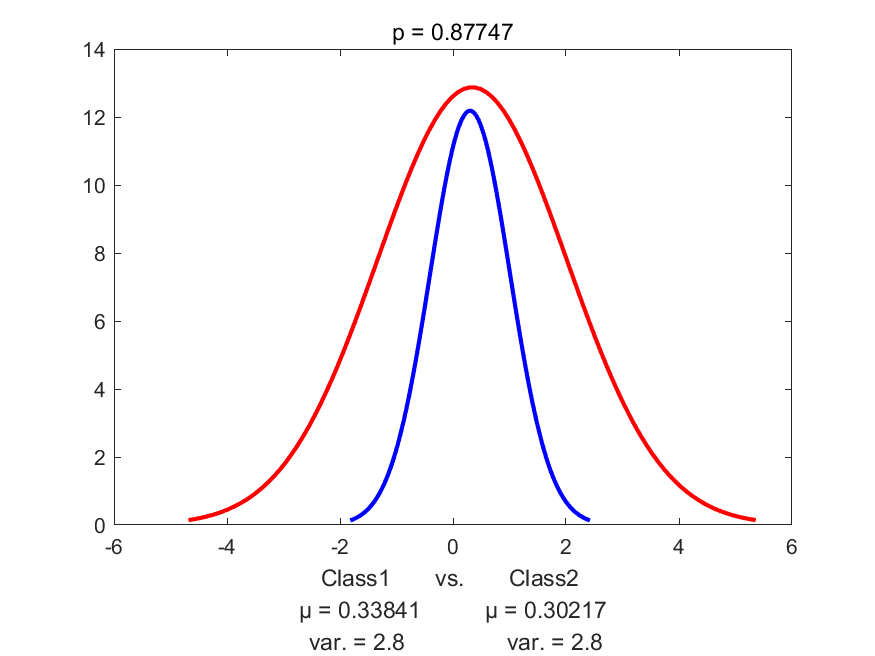 p = 0.87747
14
12
10
8
6
4
2
0
-6 -4 -2 0 2 4 6
Class1 vs. Class2
μ = 0.33841 μ = 0.30217
var. = 2.8 var. = 2.8